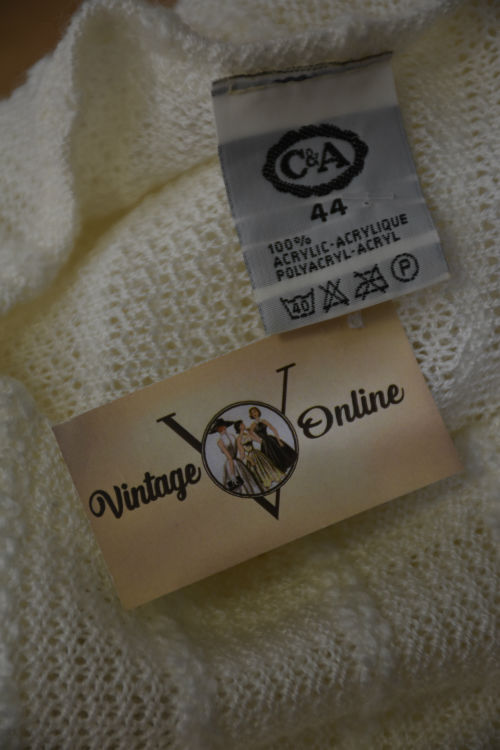 C&A
44
100%
ACRYLIC-ACRYLIQUE
POLYACRYL-ACRYL
40 P
V
Vintage Online